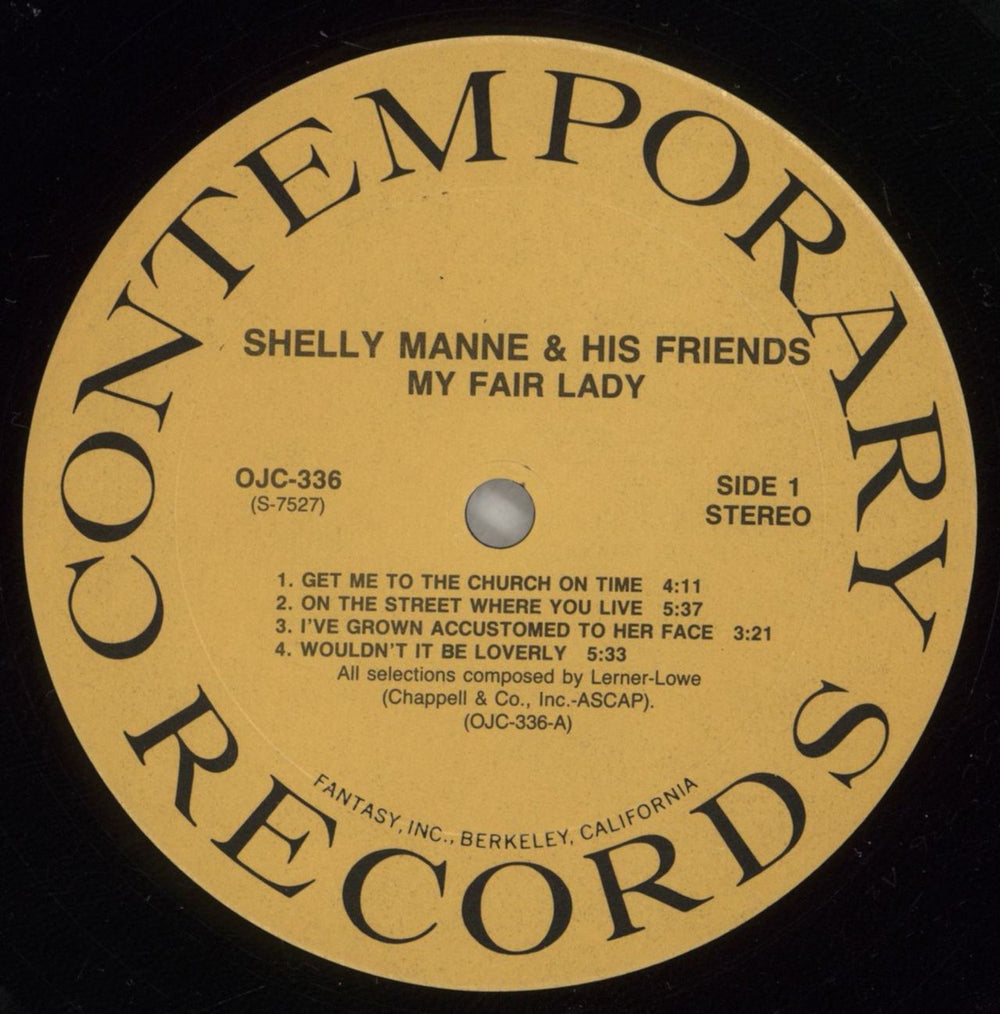 CONTEMPORARY
SHELLY MANNE & HIS FRIENDS
MY FAIR LADY
OJC-336
(S-7527)
SIDE 1
STEREO
1. GET ME TO THE CHURCH ON TIME 4:11
2. ON THE STREET WHERE YOU LIVE 5:37
3. I'VE GROWN ACCUSTOMED TO HER FACE 3:21
4. WOULDN'T IT BE LOVERLY 5:33
All selections composed by Lerner-Lowe
(Chappell & Co., Inc.-ASCAP).
(OJC-336-A)
FANTASY, INC., BERKELEY, CALIFORNIA
RECORDS